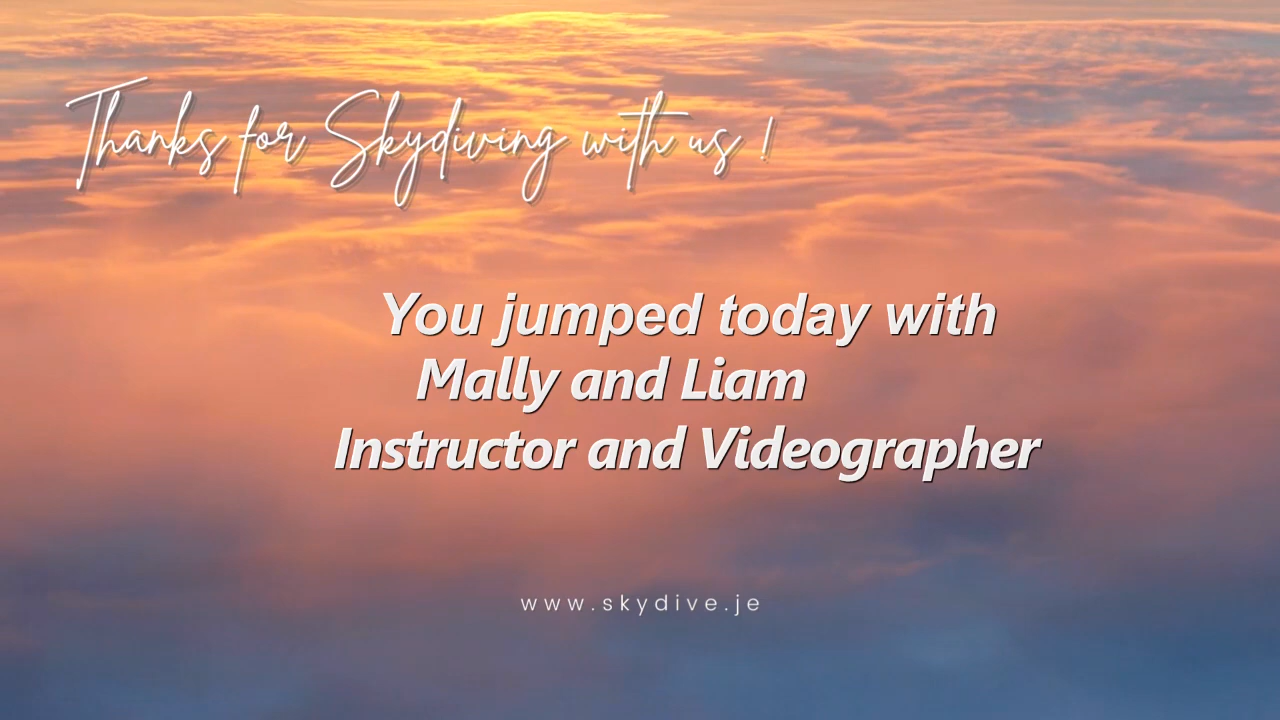 Thanks for Skydiving with us !
You jumped today with
Mally and Liam
Instructor and Videographer
www.skydive.je